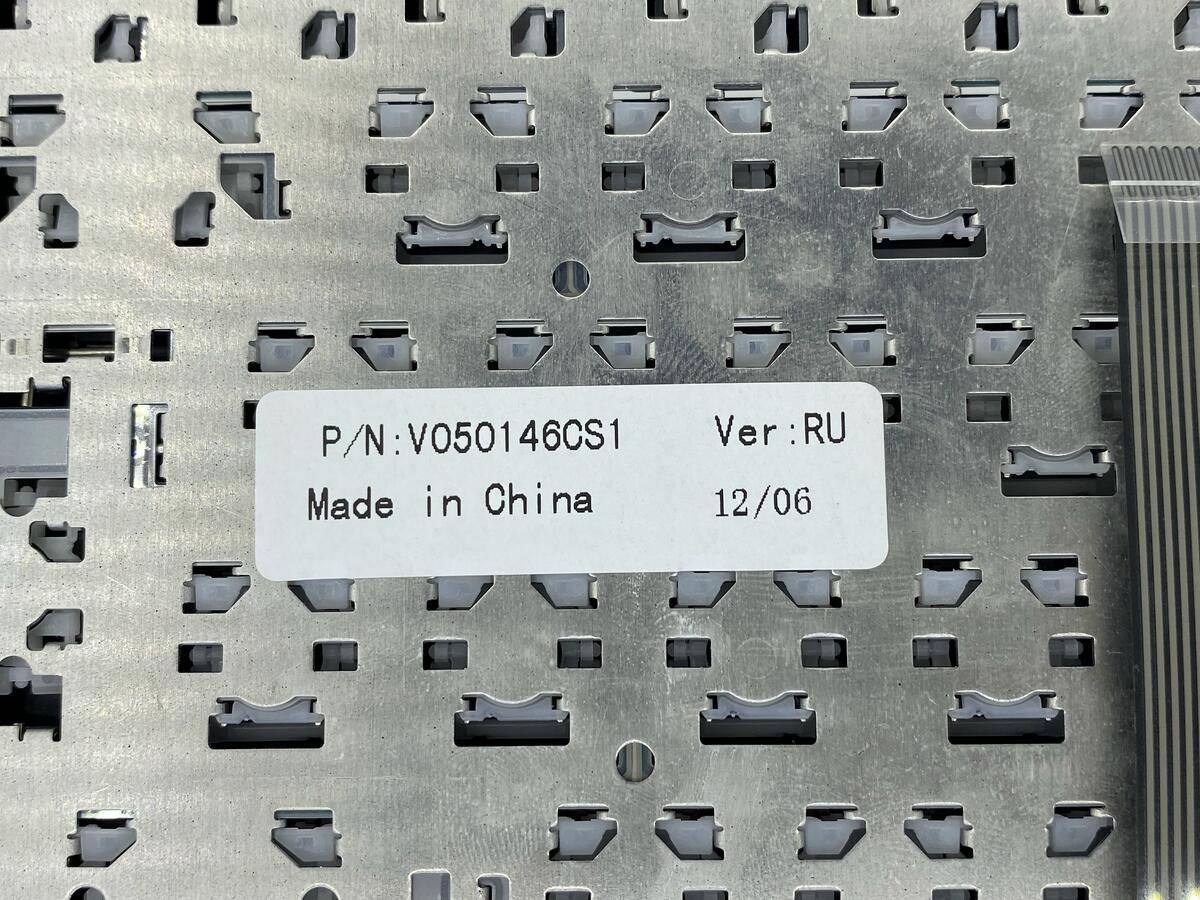 P/N:V050146CS1 Ver:RU
Made in China 12/06